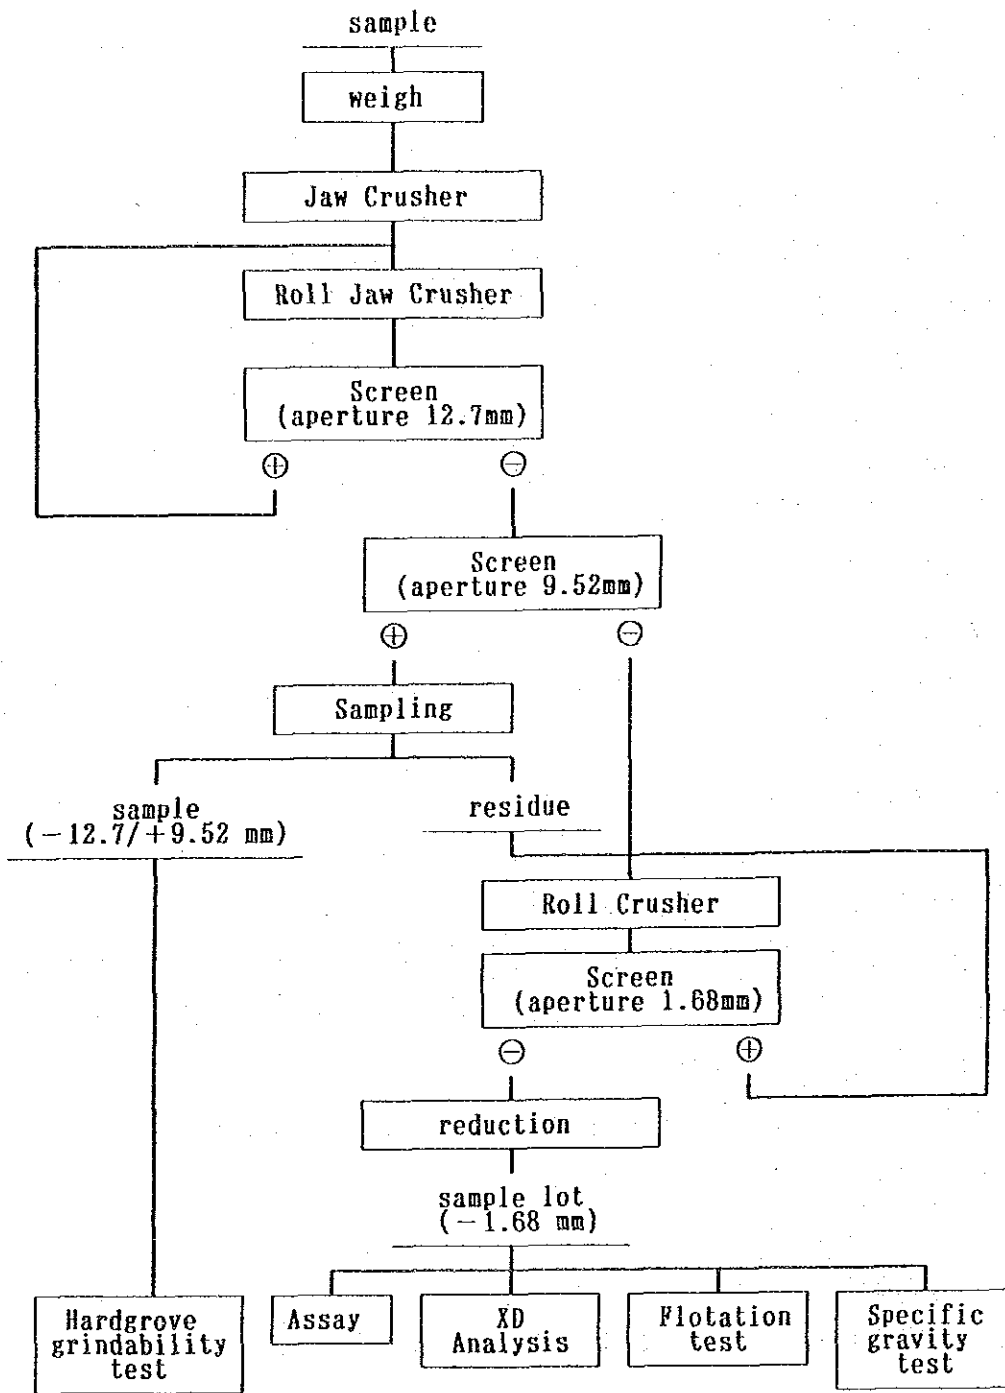 sample
weigh
Jaw Crusher
Roll Jaw Crusher
Screen
(aperture 12.7mm)
⊕
⊖
Screen
(aperture 9.52mm)
⊕
⊖
Sampling
sample
(−12.7/+9.52 mm)
residue
Roll Crusher
Screen
(aperture 1.68mm)
⊖
⊕
reduction
sample lot
(−1.68 mm)
Hardgrove
grindability
test
Assay
XD
Analysis
Flotation
test
Specific
gravity
test